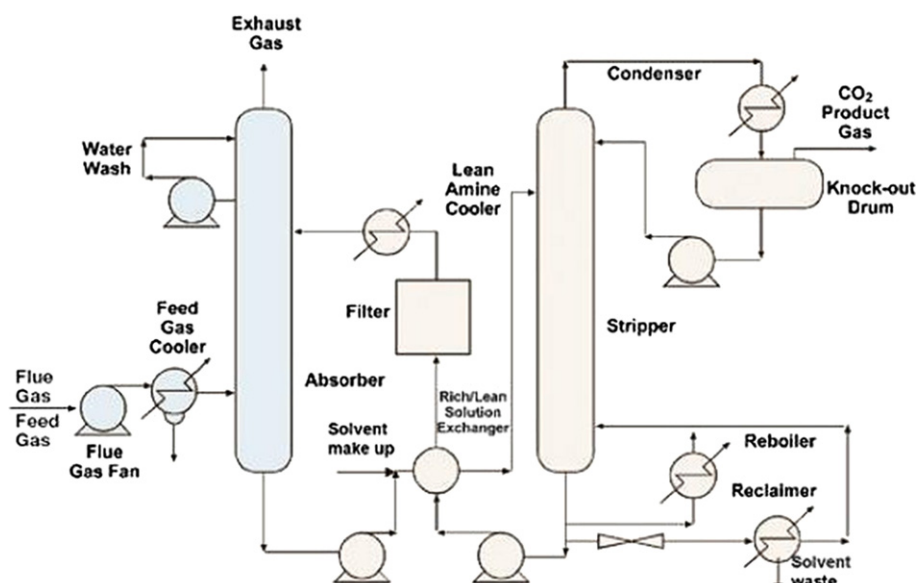 Exhaust
Gas
Condenser
CO₂
Product
Gas
Water
Wash
Lean
Amine
Cooler
Knock-out
Drum
Feed
Gas
Cooler
Filter
Stripper
Flue
Gas
Feed
Gas
Absorber
Rich/Lean
Solution
Exchanger
Flue
Gas Fan
Solvent
make up
Reboiler
Reclaimer
Solvent
waste